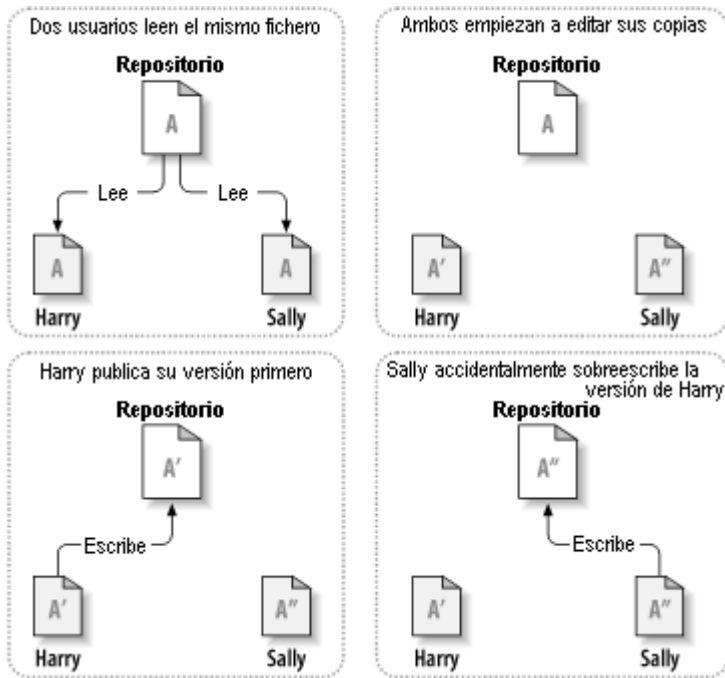 Dos usuarios leen el mismo fichero
Repositorio
A
Lee
Lee
A
A
Harry
Sally
Ambos empiezan a editar sus copias
Repositorio
A
A′
A″
Harry
Sally
Harry publica su versión primero
Repositorio
A′
Escribe
A′
A″
Harry
Sally
Sally accidentalmente sobreescribe la
versión de Harry
Repositorio
A″
Escribe
A′
A″
Harry
Sally